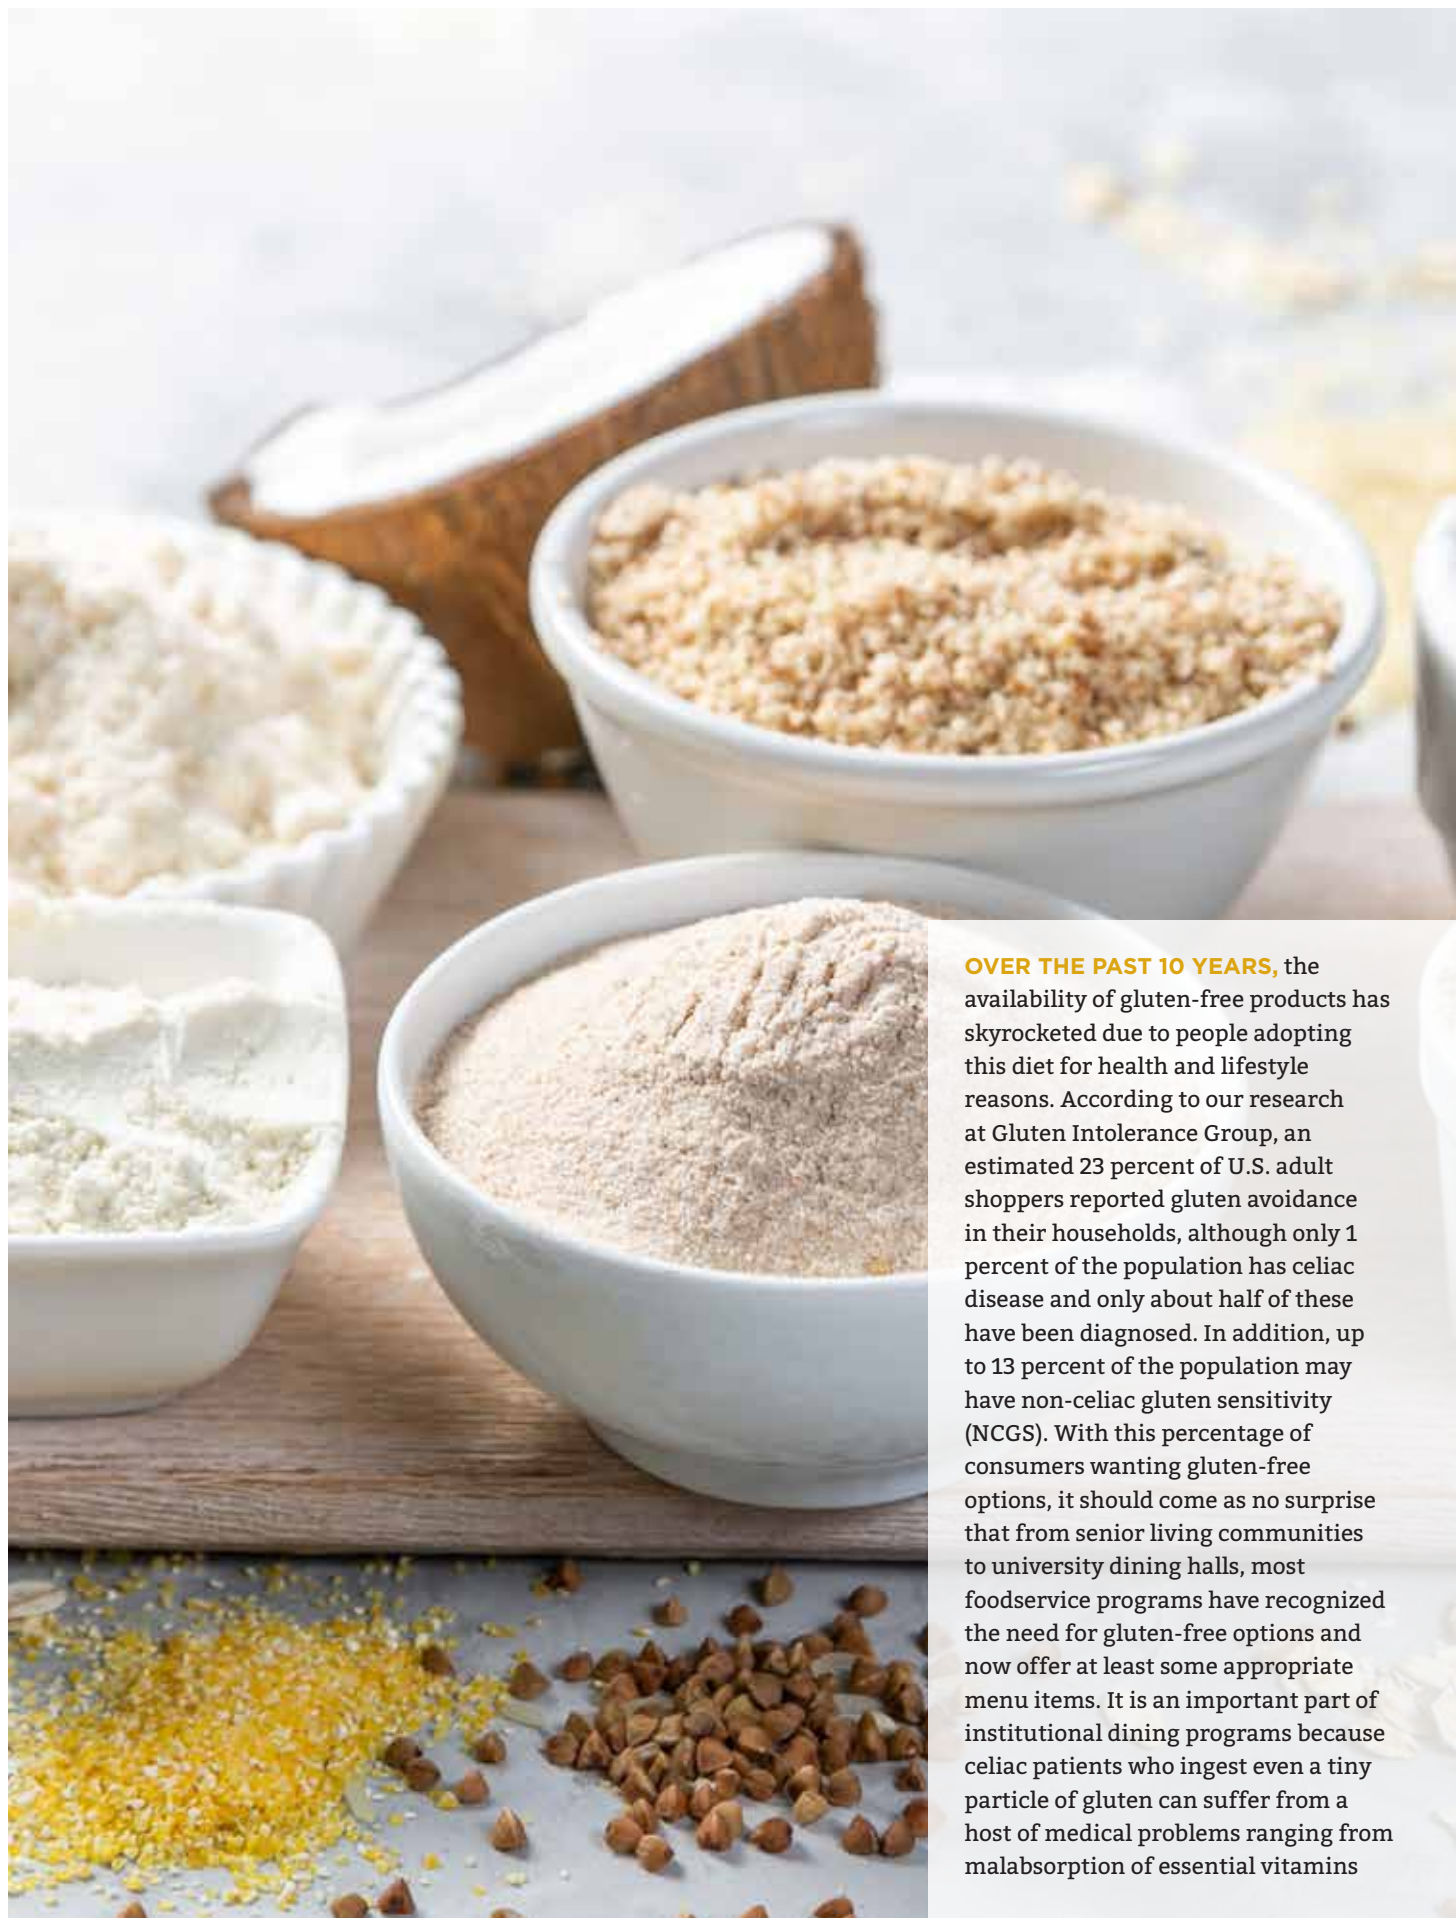 OVER THE PAST 10 YEARS, the
availability of gluten-free products has
skyrocketed due to people adopting
this diet for health and lifestyle
reasons. According to our research
at Gluten Intolerance Group, an
estimated 23 percent of U.S. adult
shoppers reported gluten avoidance
in their households, although only 1
percent of the population has celiac
disease and only about half of these
have been diagnosed. In addition, up
to 13 percent of the population may
have non-celiac gluten sensitivity
(NCGS). With this percentage of
consumers wanting gluten-free
options, it should come as no surprise
that from senior living communities
to university dining halls, most
foodservice programs have recognized
the need for gluten-free options and
now offer at least some appropriate
menu items. It is an important part of
institutional dining programs because
celiac patients who ingest even a tiny
particle of gluten can suffer from a
host of medical problems ranging from
malabsorption of essential vitamins